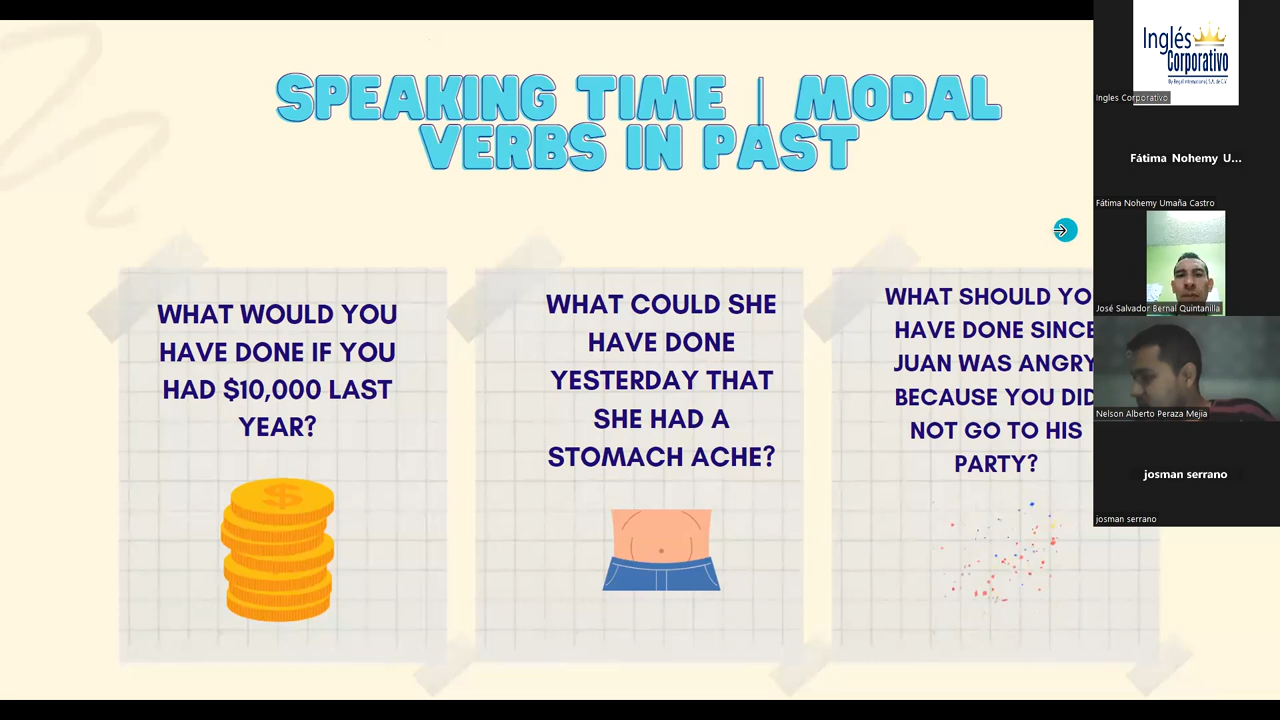 SPEAKING TIME | MODAL
VERBS IN PAST
WHAT WOULD YOU
HAVE DONE IF YOU
HAD $10,000 LAST
YEAR?
WHAT COULD SHE
HAVE DONE
YESTERDAY THAT
SHE HAD A
STOMACH ACHE?
WHAT SHOULD YO
HAVE DONE SINCE
JUAN WAS ANGRY
BECAUSE YOU DID
NOT GO TO HIS
PARTY?
$
Inglés
Corporativo
Ingles Corporativo
Fátima Nohemy U...
Fátima Nohemy Umaña Castro
José Salvador Bernal Quintanilla
Nelson Alberto Peraza Mejia
josman serrano
josman serrano